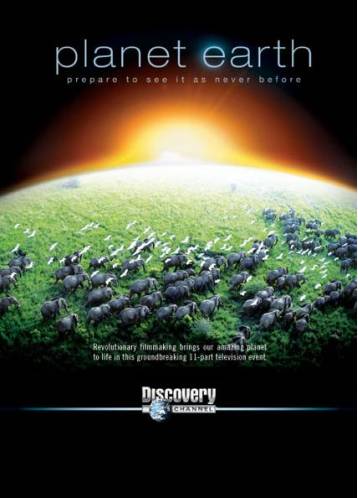 planet earth
prepare to see it as never before
Revolutionary filmmaking brings our amazing planet
to life in this groundbreaking 11-part television event.
Discovery
CHANNEL